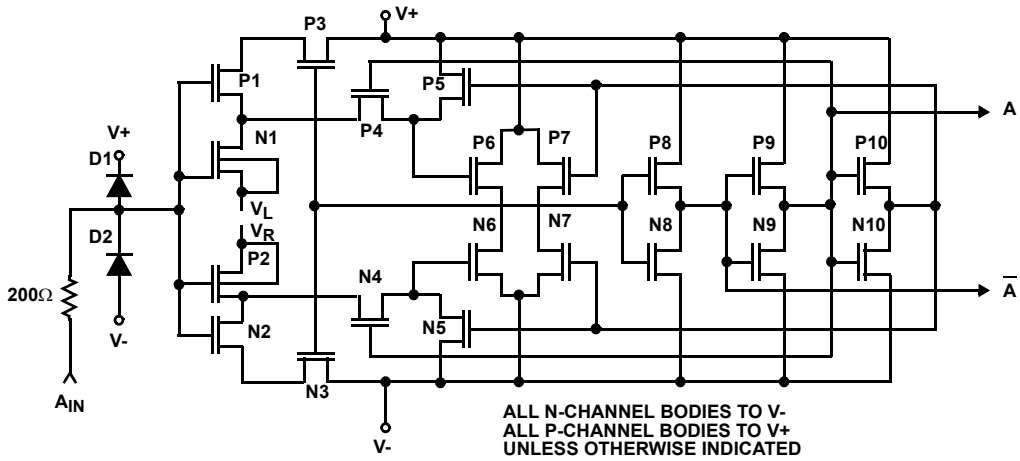 P3
V+
P1
P5
A
P4
V+
D1
N1
P6
P7
P8
P9
P10
VL
VR
N6
N7
N8
N9
N10
D2
P2
N4
A
200Ω
N5
V-
N2
N3
AIN
V-
ALL N-CHANNEL BODIES TO V-
ALL P-CHANNEL BODIES TO V+
UNLESS OTHERWISE INDICATED